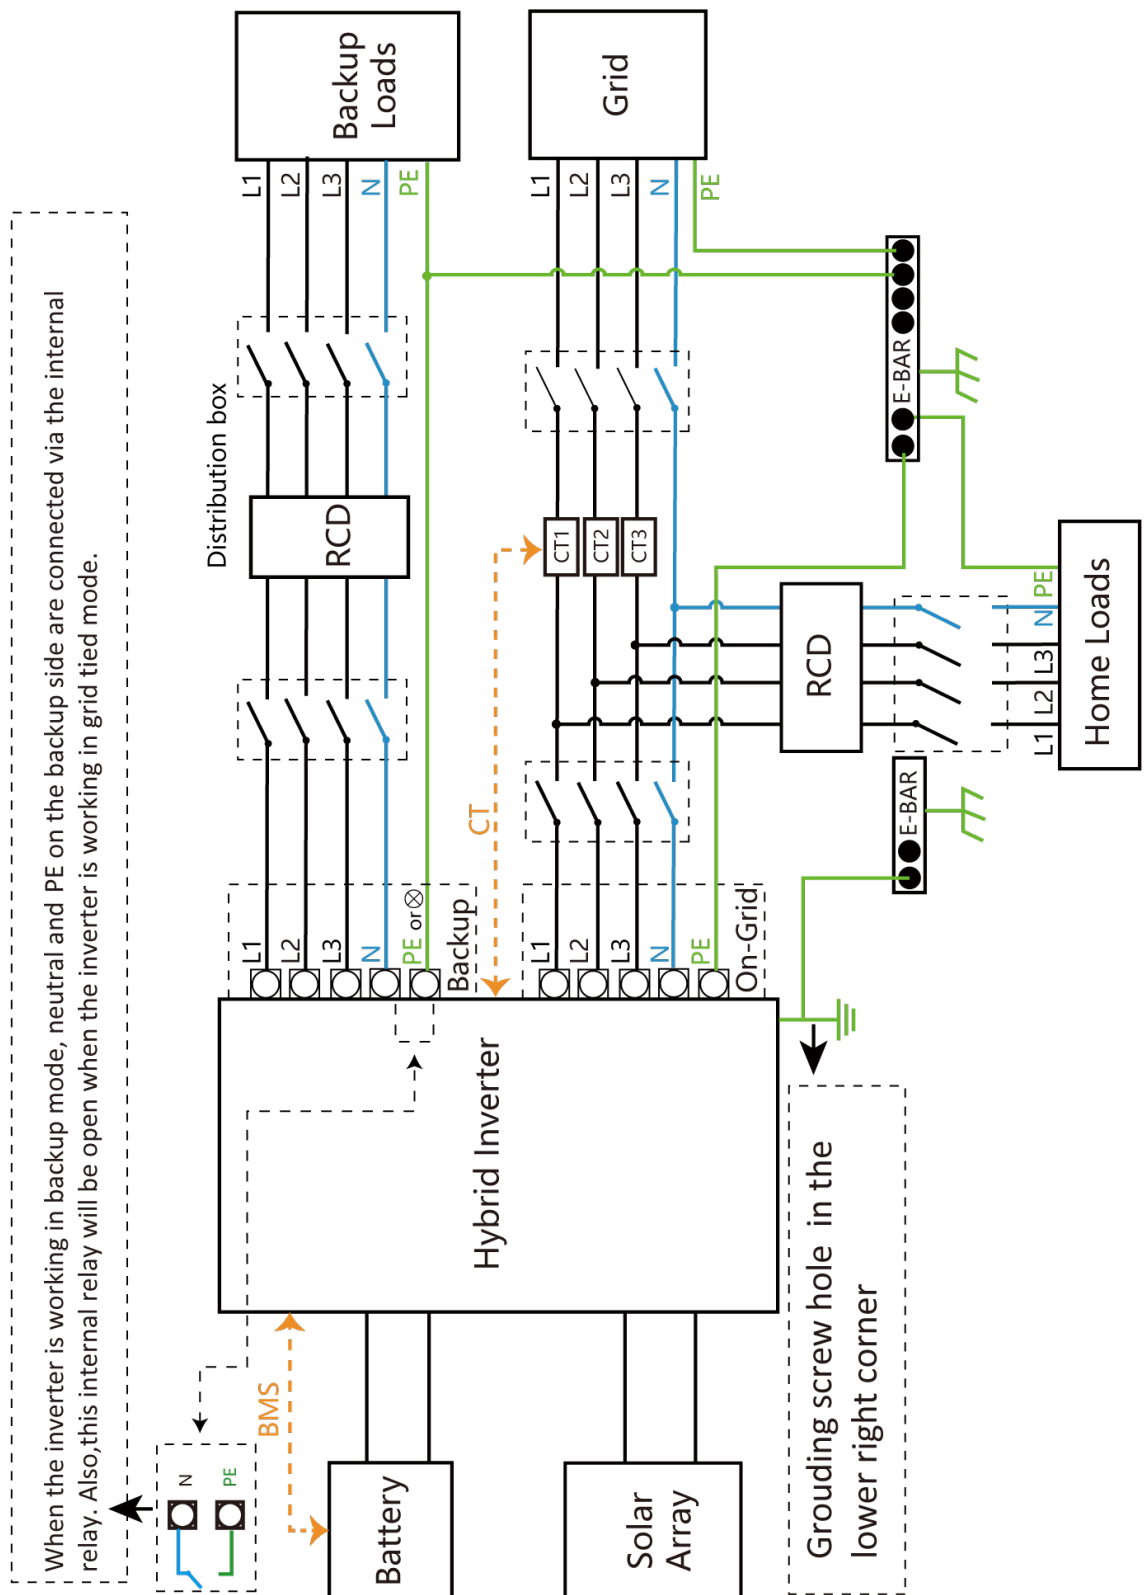 When the inverter is working in backup mode, neutral and PE on the backup side are connected via the internal
relay. Also,this internal relay will be open when the inverter is working in grid tied mode.
N
PE
Distribution box
Backup
Loads
L1
L2
L3
N
PE
RCD
L1
L2
L3
N
PE or
Backup
Grid
L1
L2
L3
N
PE
CT1
CT2
CT3
CT
L1
L2
L3
N
PE
On-Grid
E-BAR
RCD
L1
L2
L3
N
PE
Home Loads
E-BAR
Hybrid Inverter
BMS
Battery
Solar
Array
Grouding screw hole in the
lower right corner